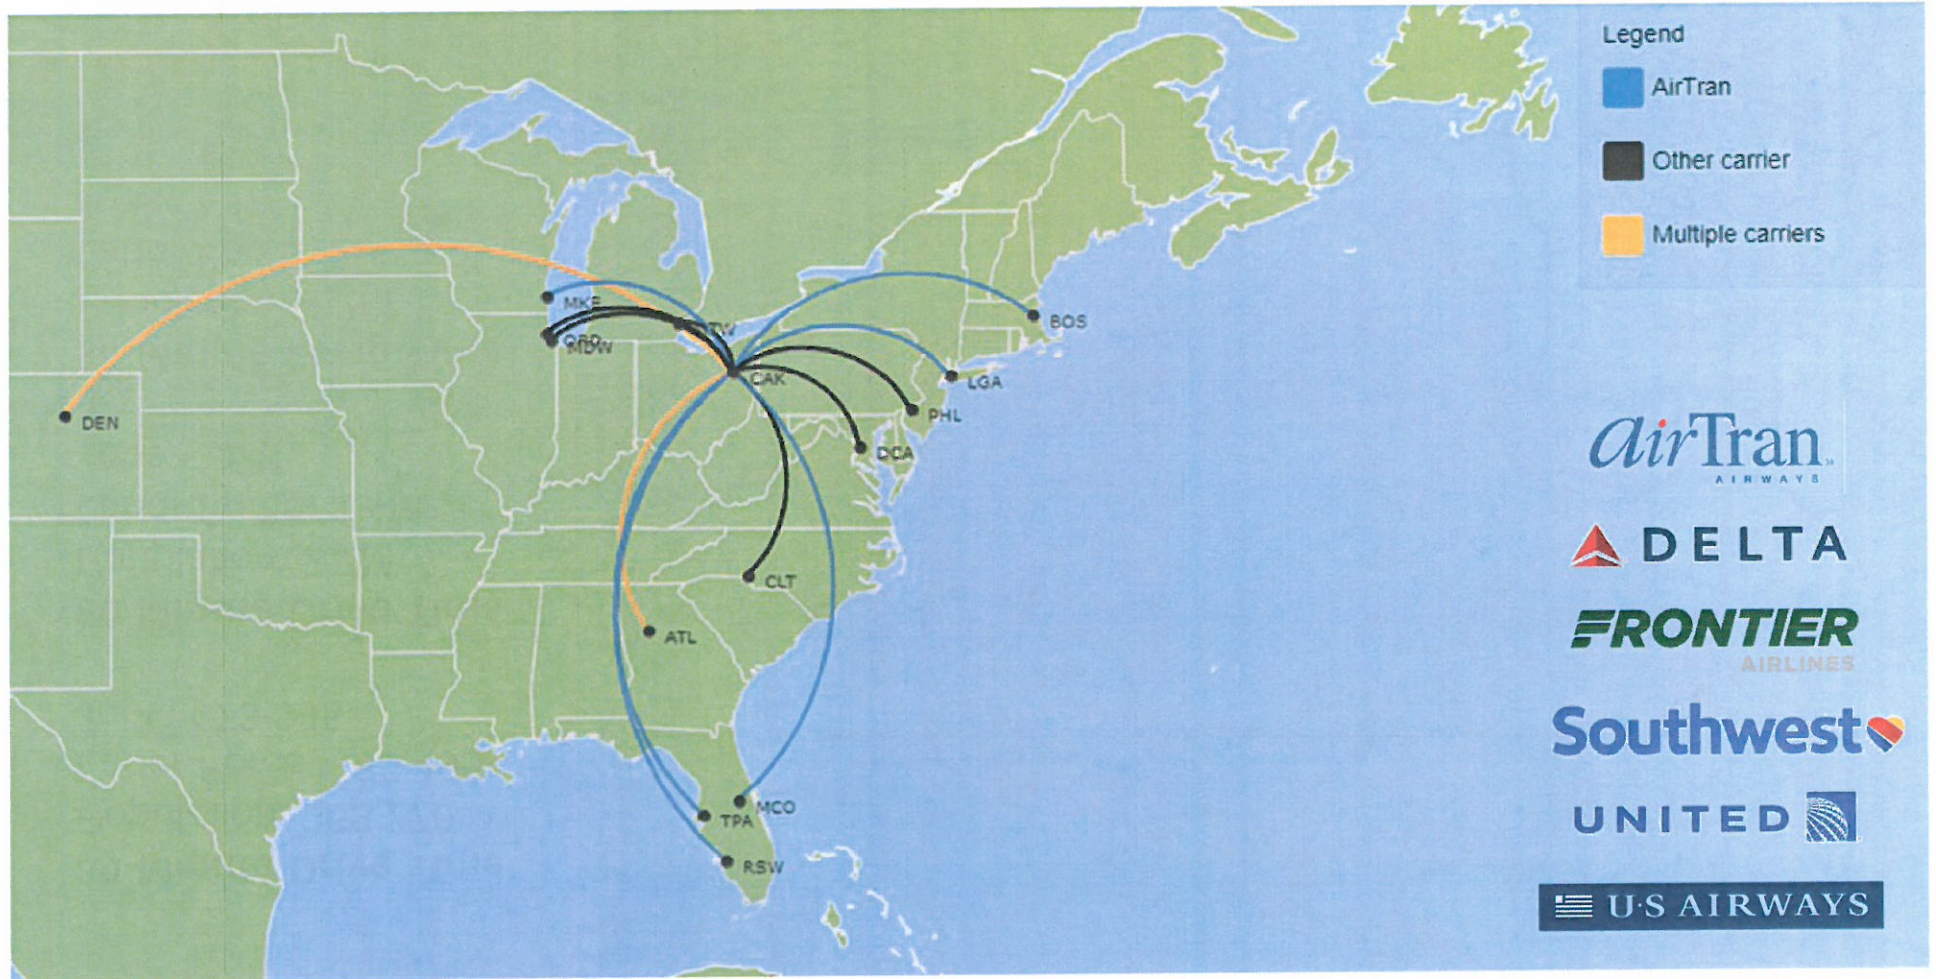 Legend
AirTran
Other carrier
Multiple carriers
MKE
ORD
MDW
DTW
CAK
BOS
LGA
PHL
DCA
DEN
CLT
ATL
MCO
TPA
RSW
airTran
AIRWAYS
DELTA
FRONTIER
AIRLINES
Southwest
UNITED
U·S AIRWAYS